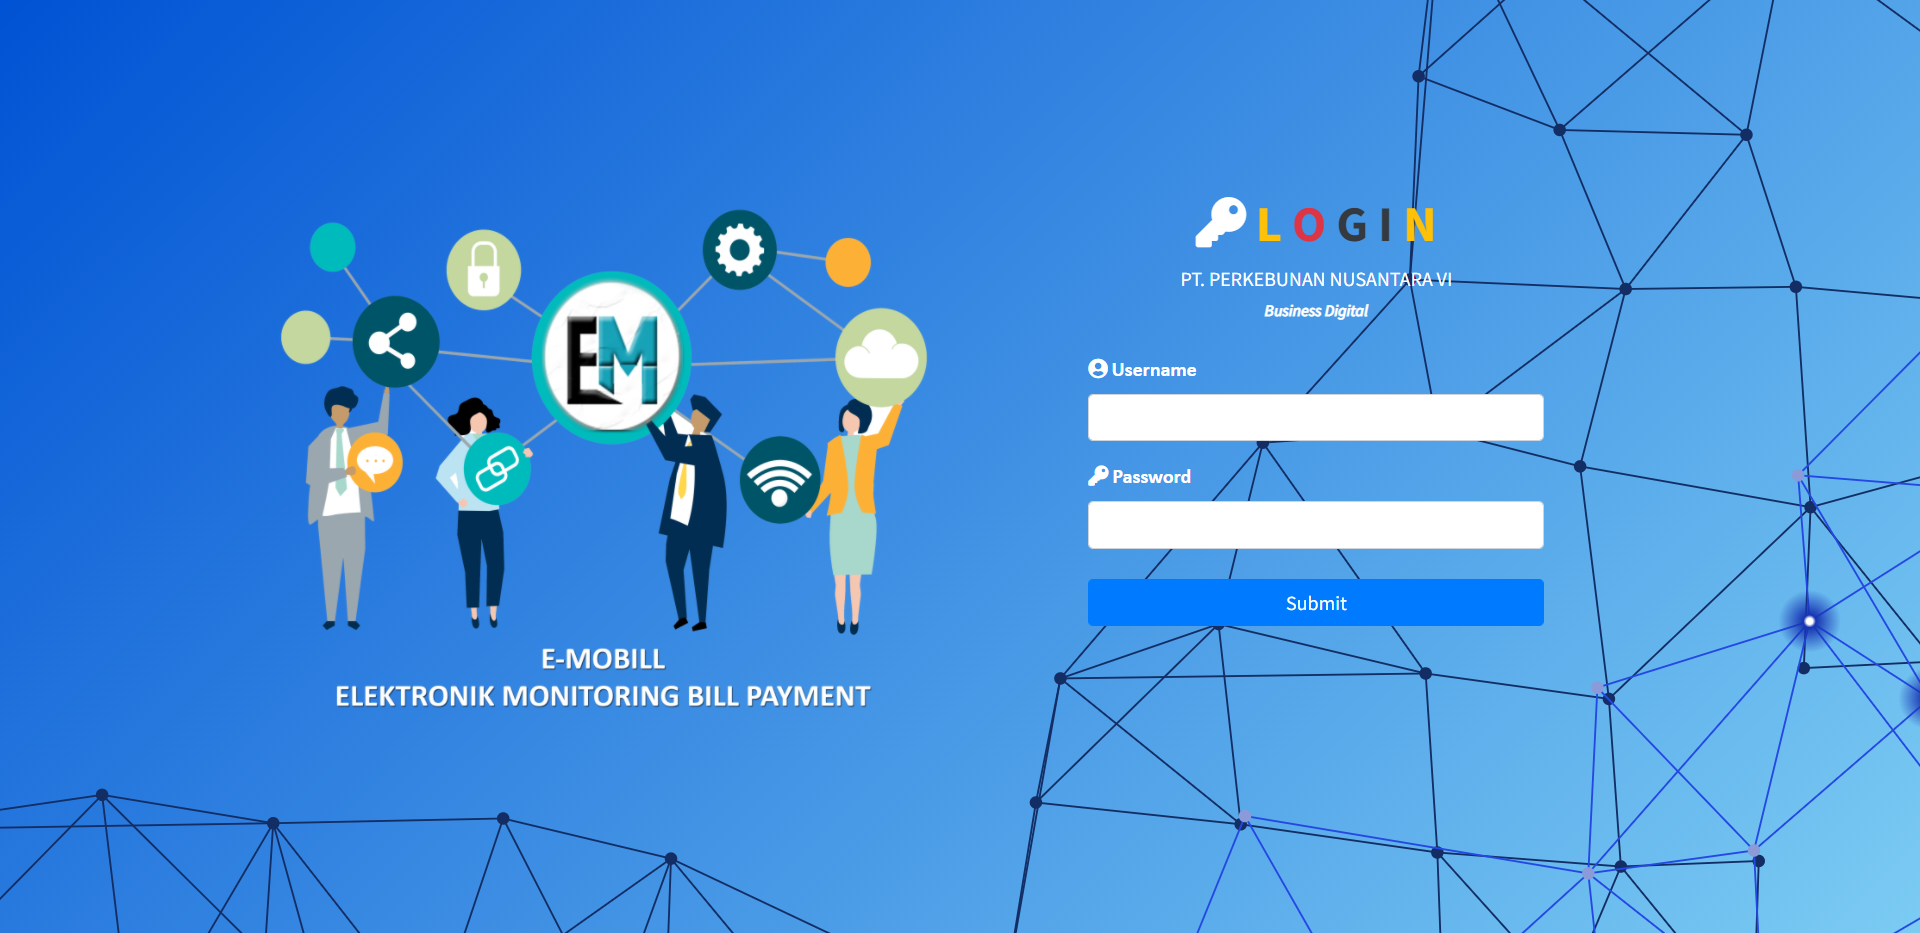 EM
E-MOBILL
ELEKTRONIK MONITORING BILL PAYMENT
LOGIN
PT. PERKEBUNAN NUSANTARA VI
Business Digital
Username
Password
Submit